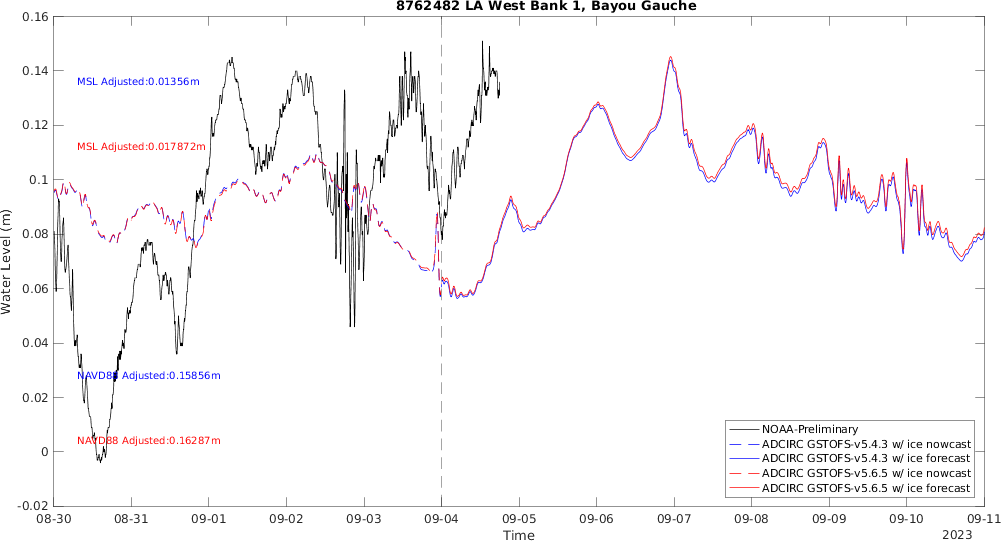 8762482 LA West Bank 1, Bayou Gauche
0.16
0.14
0.12
0.1
0.08
0.06
0.04
0.02
0
-0.02
Water Level (m)
MSL Adjusted:0.01356m
MSL Adjusted:0.017872m
NAVD88 Adjusted:0.15856m
NAVD88 Adjusted:0.16287m
NOAA-Preliminary
ADCIRC GSTOFS-v5.4.3 w/ ice nowcast
ADCIRC GSTOFS-v5.4.3 w/ ice forecast
ADCIRC GSTOFS-v5.6.5 w/ ice nowcast
ADCIRC GSTOFS-v5.6.5 w/ ice forecast
08-30 08-31 09-01 09-02 09-03 09-04 09-05 09-06 09-07 09-08 09-09 09-10 09-11
Time
2023